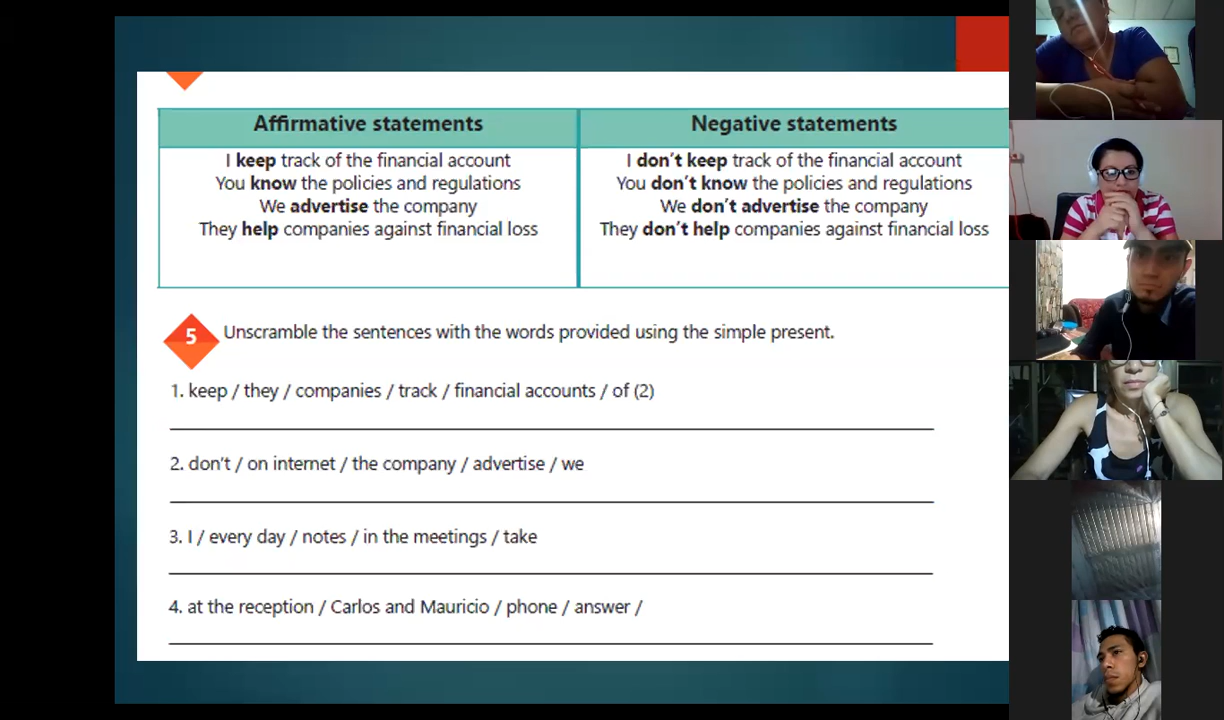 Affirmative statements
I keep track of the financial account
You know the policies and regulations
We advertise the company
They help companies against financial loss
Negative statements
I don't keep track of the financial account
You don't know the policies and regulations
We don't advertise the company
They don't help companies against financial loss
5 Unscramble the sentences with the words provided using the simple present.
1. keep / they / companies / track / financial accounts / of (2)
2. don't / on internet / the company / advertise / we
3. I / every day / notes / in the meetings / take
4. at the reception / Carlos and Mauricio / phone / answer /